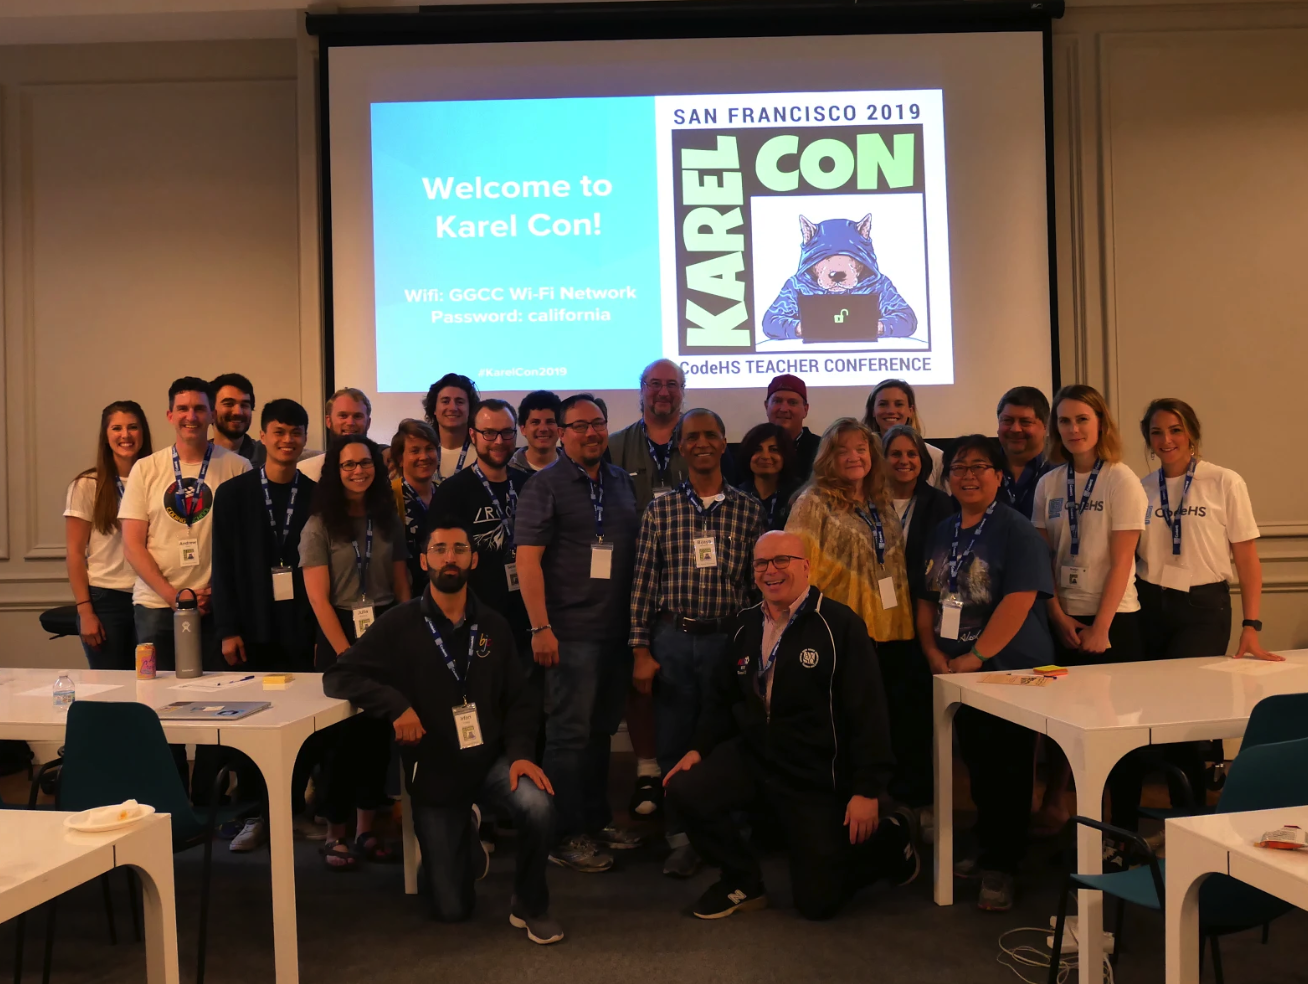 SAN FRANCISCO 2019
KAREL
CON
Welcome to
Karel Con!
Wifi: GGCC Wi-Fi Network
Password: california
#KarelCon2019
CodeHS TEACHER CONFERENCE
CodeHS
CodeHS